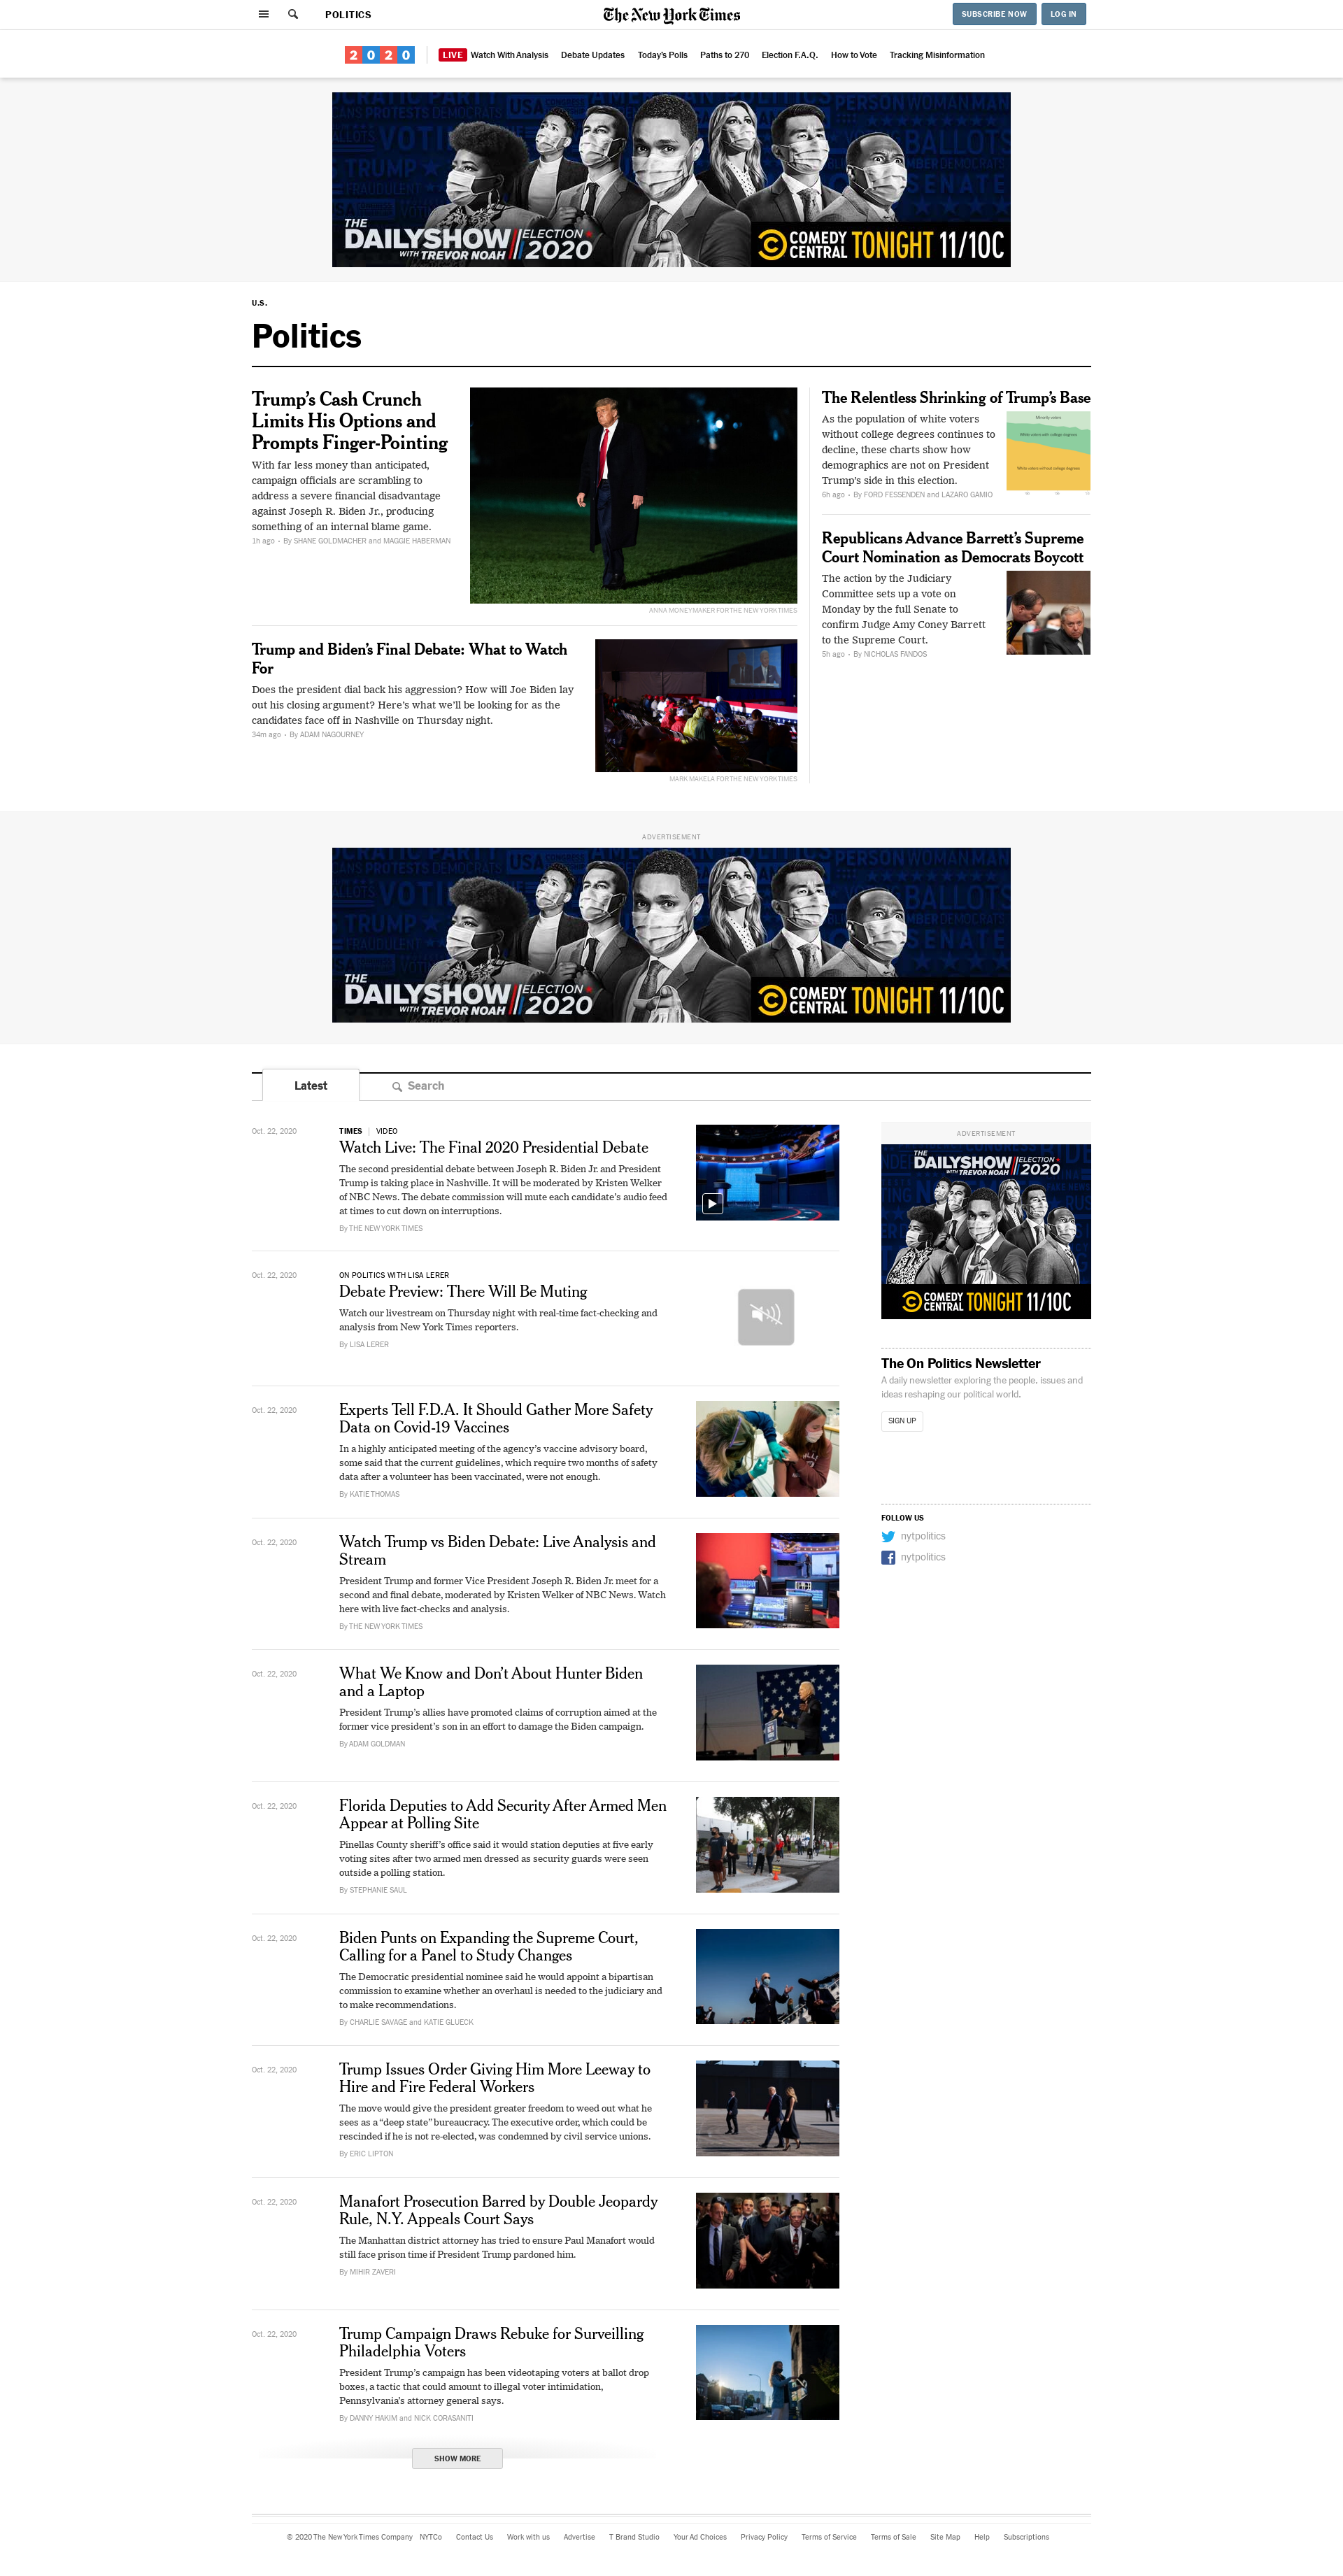 POLITICS
The New York Times
SUBSCRIBE NOW
LOG IN
2020
LIVE Watch With Analysis
Debate Updates
Today's Polls
Paths to 270
Election F.A.Q.
How to Vote
Tracking Misinformation
THE
DAILYSHOW
WITH TREVOR NOAH
ELECTION
2020
COMEDY
CENTRAL
TONIGHT 11/10C
U.S.
Politics
Trump’s Cash Crunch
Limits His Options and
Prompts Finger-Pointing
With far less money than anticipated,
campaign officials are scrambling to
address a severe financial disadvantage
against Joseph R. Biden Jr., producing
something of an internal blame game.
1h ago • By SHANE GOLDMACHER and MAGGIE HABERMAN
ANNA MONEYMAKER FOR THE NEW YORK TIMES
Trump and Biden’s Final Debate: What to Watch
For
Does the president dial back his aggression? How will Joe Biden lay
out his closing argument? Here’s what we’ll be looking for as the
candidates face off in Nashville on Thursday night.
34m ago • By ADAM NAGOURNEY
MARK MAKELA FOR THE NEW YORK TIMES
The Relentless Shrinking of Trump’s Base
As the population of white voters
without college degrees continues to
decline, these charts show how
demographics are not on President
Trump’s side in this election.
6h ago • By FORD FESSENDEN and LAZARO GAMIO
Minority voters
White voters with college degrees
White voters without college degrees
Republicans Advance Barrett’s Supreme
Court Nomination as Democrats Boycott
The action by the Judiciary
Committee sets up a vote on
Monday by the full Senate to
confirm Judge Amy Coney Barrett
to the Supreme Court.
5h ago • By NICHOLAS FANDOS
ADVERTISEMENT
THE
DAILYSHOW
WITH TREVOR NOAH
ELECTION
2020
COMEDY
CENTRAL
TONIGHT 11/10C
Latest
Search
Oct. 22, 2020
TIMES | VIDEO
Watch Live: The Final 2020 Presidential Debate
The second presidential debate between Joseph R. Biden Jr. and President
Trump is taking place in Nashville. It will be moderated by Kristen Welker
of NBC News. The debate commission will mute each candidate’s audio feed
at times to cut down on interruptions.
By THE NEW YORK TIMES
Oct. 22, 2020
ON POLITICS WITH LISA LERER
Debate Preview: There Will Be Muting
Watch our livestream on Thursday night with real-time fact-checking and
analysis from New York Times reporters.
By LISA LERER
Oct. 22, 2020
Experts Tell F.D.A. It Should Gather More Safety
Data on Covid-19 Vaccines
In a highly anticipated meeting of the agency’s vaccine advisory board,
some said that the current guidelines, which require two months of safety
data after a volunteer has been vaccinated, were not enough.
By KATIE THOMAS
Oct. 22, 2020
Watch Trump vs Biden Debate: Live Analysis and
Stream
President Trump and former Vice President Joseph R. Biden Jr. meet for a
second and final debate, moderated by Kristen Welker of NBC News. Watch
here with live fact-checks and analysis.
By THE NEW YORK TIMES
Oct. 22, 2020
What We Know and Don’t About Hunter Biden
and a Laptop
President Trump’s allies have promoted claims of corruption aimed at the
former vice president’s son in an effort to damage the Biden campaign.
By ADAM GOLDMAN
Oct. 22, 2020
Florida Deputies to Add Security After Armed Men
Appear at Polling Site
Pinellas County sheriff’s office said it would station deputies at five early
voting sites after two armed men dressed as security guards were seen
outside a polling station.
By STEPHANIE SAUL
Oct. 22, 2020
Biden Punts on Expanding the Supreme Court,
Calling for a Panel to Study Changes
The Democratic presidential nominee said he would appoint a bipartisan
commission to examine whether an overhaul is needed to the judiciary and
to make recommendations.
By CHARLIE SAVAGE and KATIE GLUECK
Oct. 22, 2020
Trump Issues Order Giving Him More Leeway to
Hire and Fire Federal Workers
The move would give the president greater freedom to weed out what he
sees as a “deep state” bureaucracy. The executive order, which could be
rescinded if he is not re-elected, was condemned by civil service unions.
By ERIC LIPTON
Oct. 22, 2020
Manafort Prosecution Barred by Double Jeopardy
Rule, N.Y. Appeals Court Says
The Manhattan district attorney has tried to ensure Paul Manafort would
still face prison time if President Trump pardoned him.
By MIHIR ZAVERI
Oct. 22, 2020
Trump Campaign Draws Rebuke for Surveilling
Philadelphia Voters
President Trump’s campaign has been videotaping voters at ballot drop
boxes, a tactic that could amount to illegal voter intimidation,
Pennsylvania’s attorney general says.
By DANNY HAKIM and NICK CORASANITI
SHOW MORE
ADVERTISEMENT
THE
DAILYSHOW
WITH TREVOR NOAH
ELECTION
2020
COMEDY
CENTRAL
TONIGHT 11/10C
The On Politics Newsletter
A daily newsletter exploring the people, issues and
ideas reshaping our political world.
SIGN UP
FOLLOW US
nytpolitics
nytpolitics
© 2020 The New York Times Company
NYTCo
Contact Us
Work with us
Advertise
T Brand Studio
Your Ad Choices
Privacy Policy
Terms of Service
Terms of Sale
Site Map
Help
Subscriptions